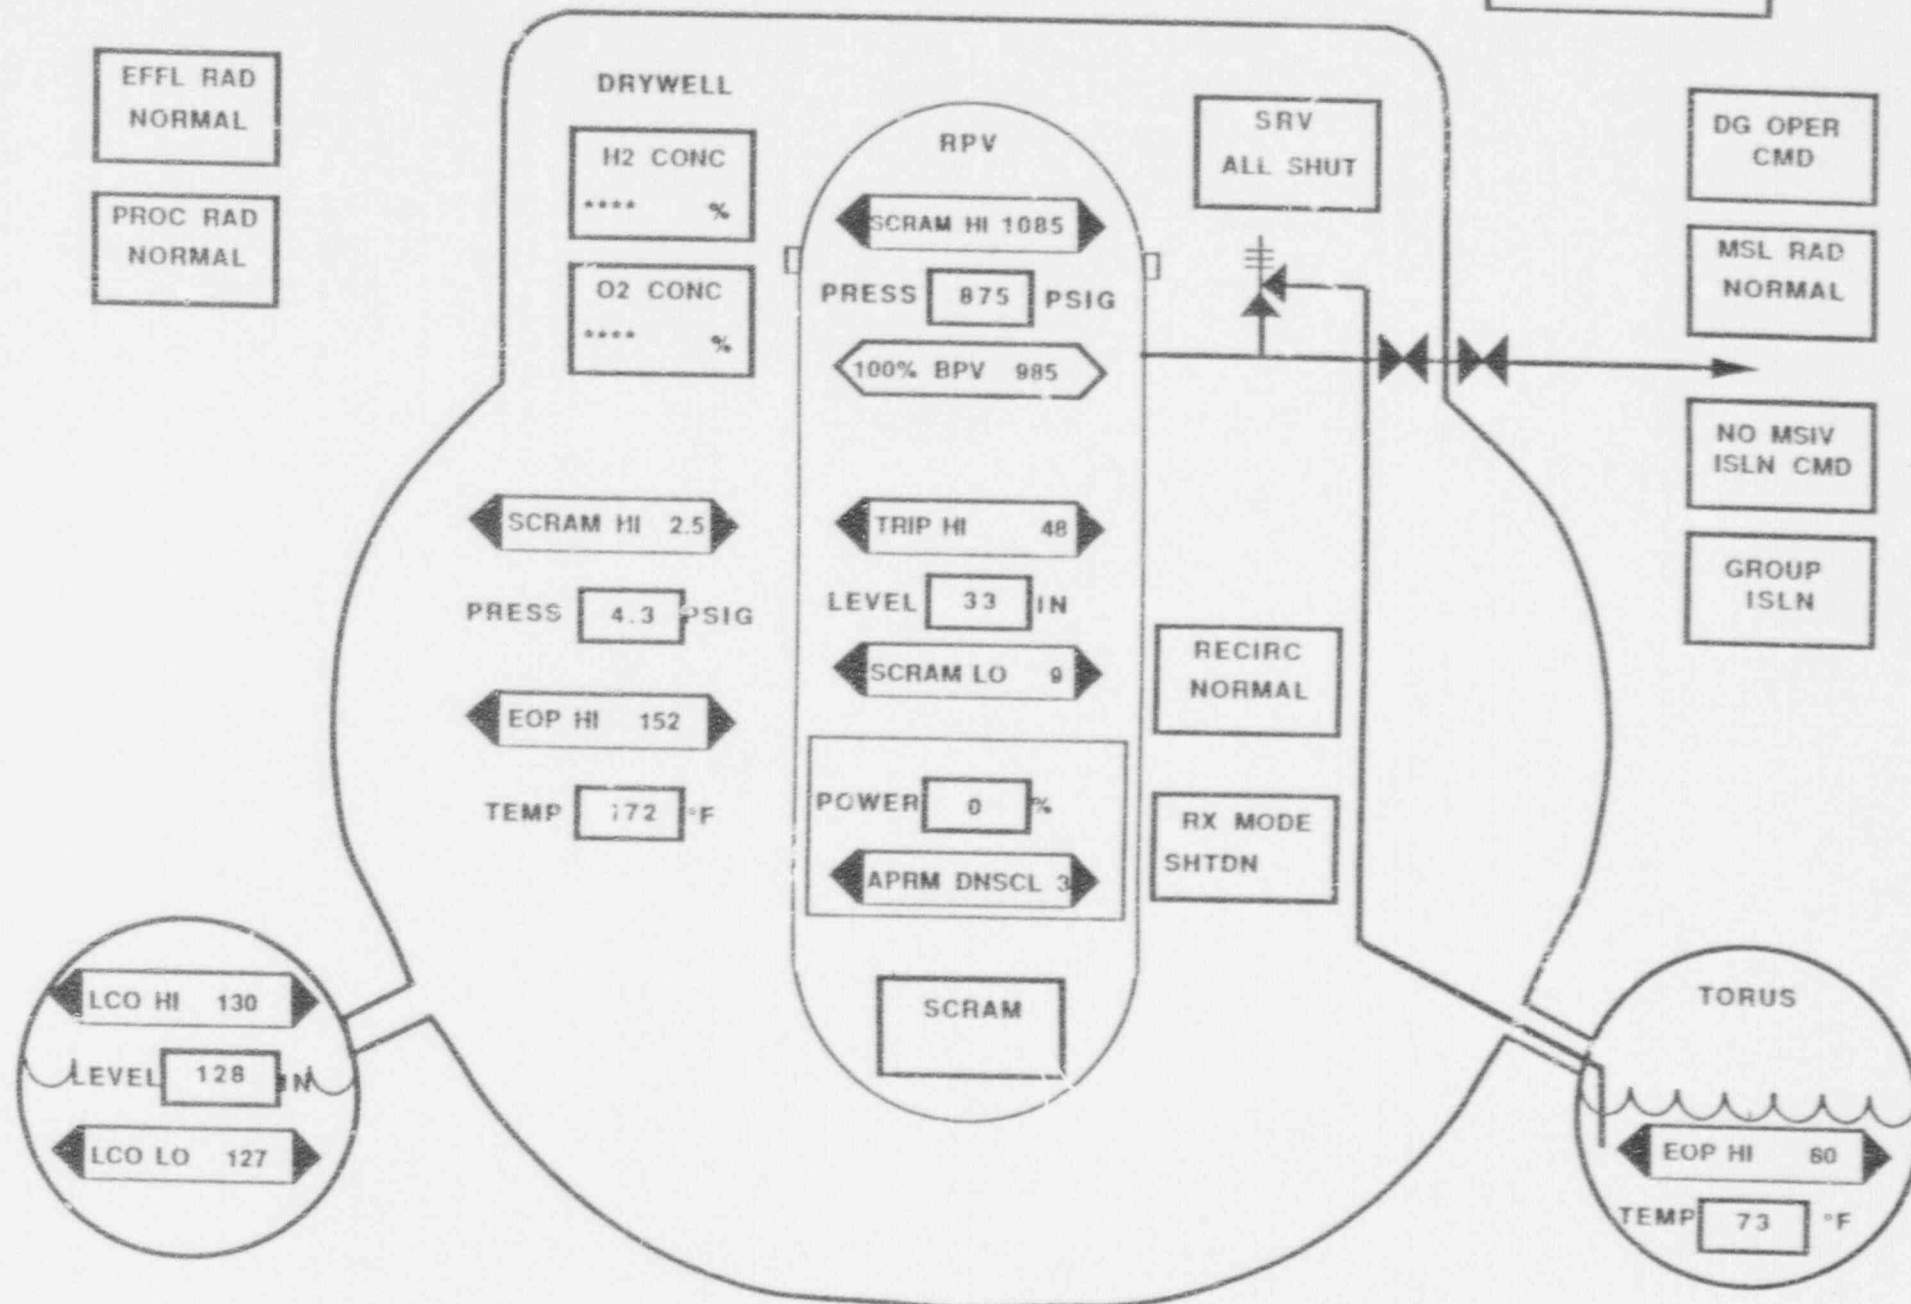 EFFL RAD
NORMAL
PROC RAD
NORMAL
DRYWELL
H2 CONC
**** %
O2 CONC
**** %
SCRAM HI 2.5
PRESS 4.3 PSIG
EOP HI 152
TEMP 172 °F
RPV
SCRAM HI 1085
PRESS 875 PSIG
100% BPV 985
TRIP HI 48
LEVEL 33 IN
SCRAM LO 9
POWER 0 %
APRM DNSCL 3
SCRAM
SRV
ALL SHUT
RECIRC
NORMAL
RX MODE
SHTDN
DG OPER
CMD
MSL RAD
NORMAL
NO MSIV
ISLN CMD
GROUP
ISLN
LCO HI 130
LEVEL 128 IN
LCO LO 127
TORUS
EOP HI 80
TEMP 73 °F